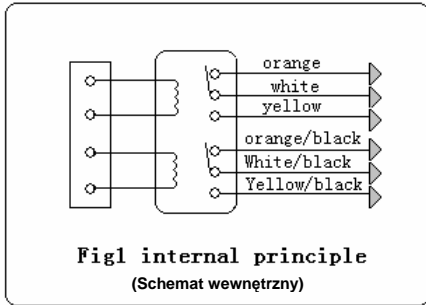 orange
white
yellow
orange/black
White/black
Yellow/black
Fig1 internal principle
(Schemat wewnętrzny)